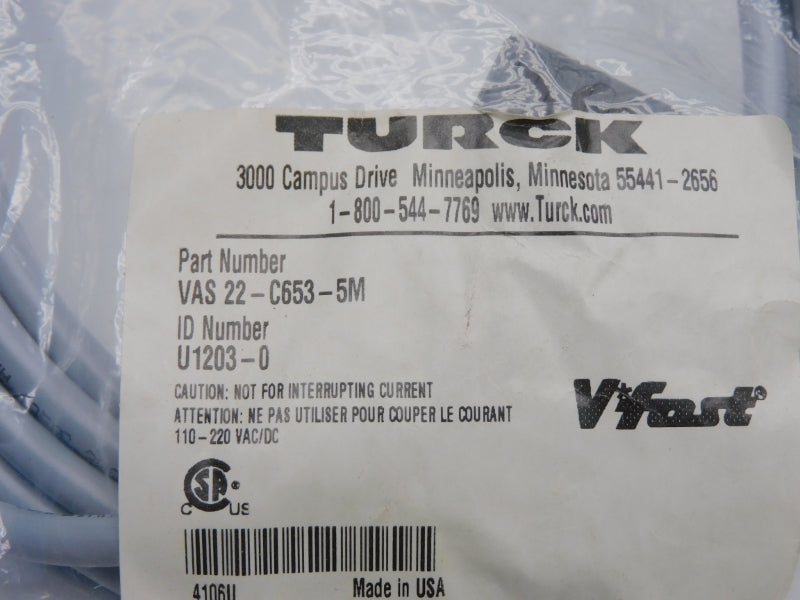 TURCK
3000 Campus Drive Minneapolis, Minnesota 55441-2656
1-800-544-7769 www.Turck.com
Part Number
VAS 22-C653-5M
ID Number
U1203-0
CAUTION: NOT FOR INTERRUPTING CURRENT
ATTENTION: NE PAS UTILISER POUR COUPER LE COURANT
110-220 VAC/DC
V*fast®
CSA®
C US
4106U Made in USA